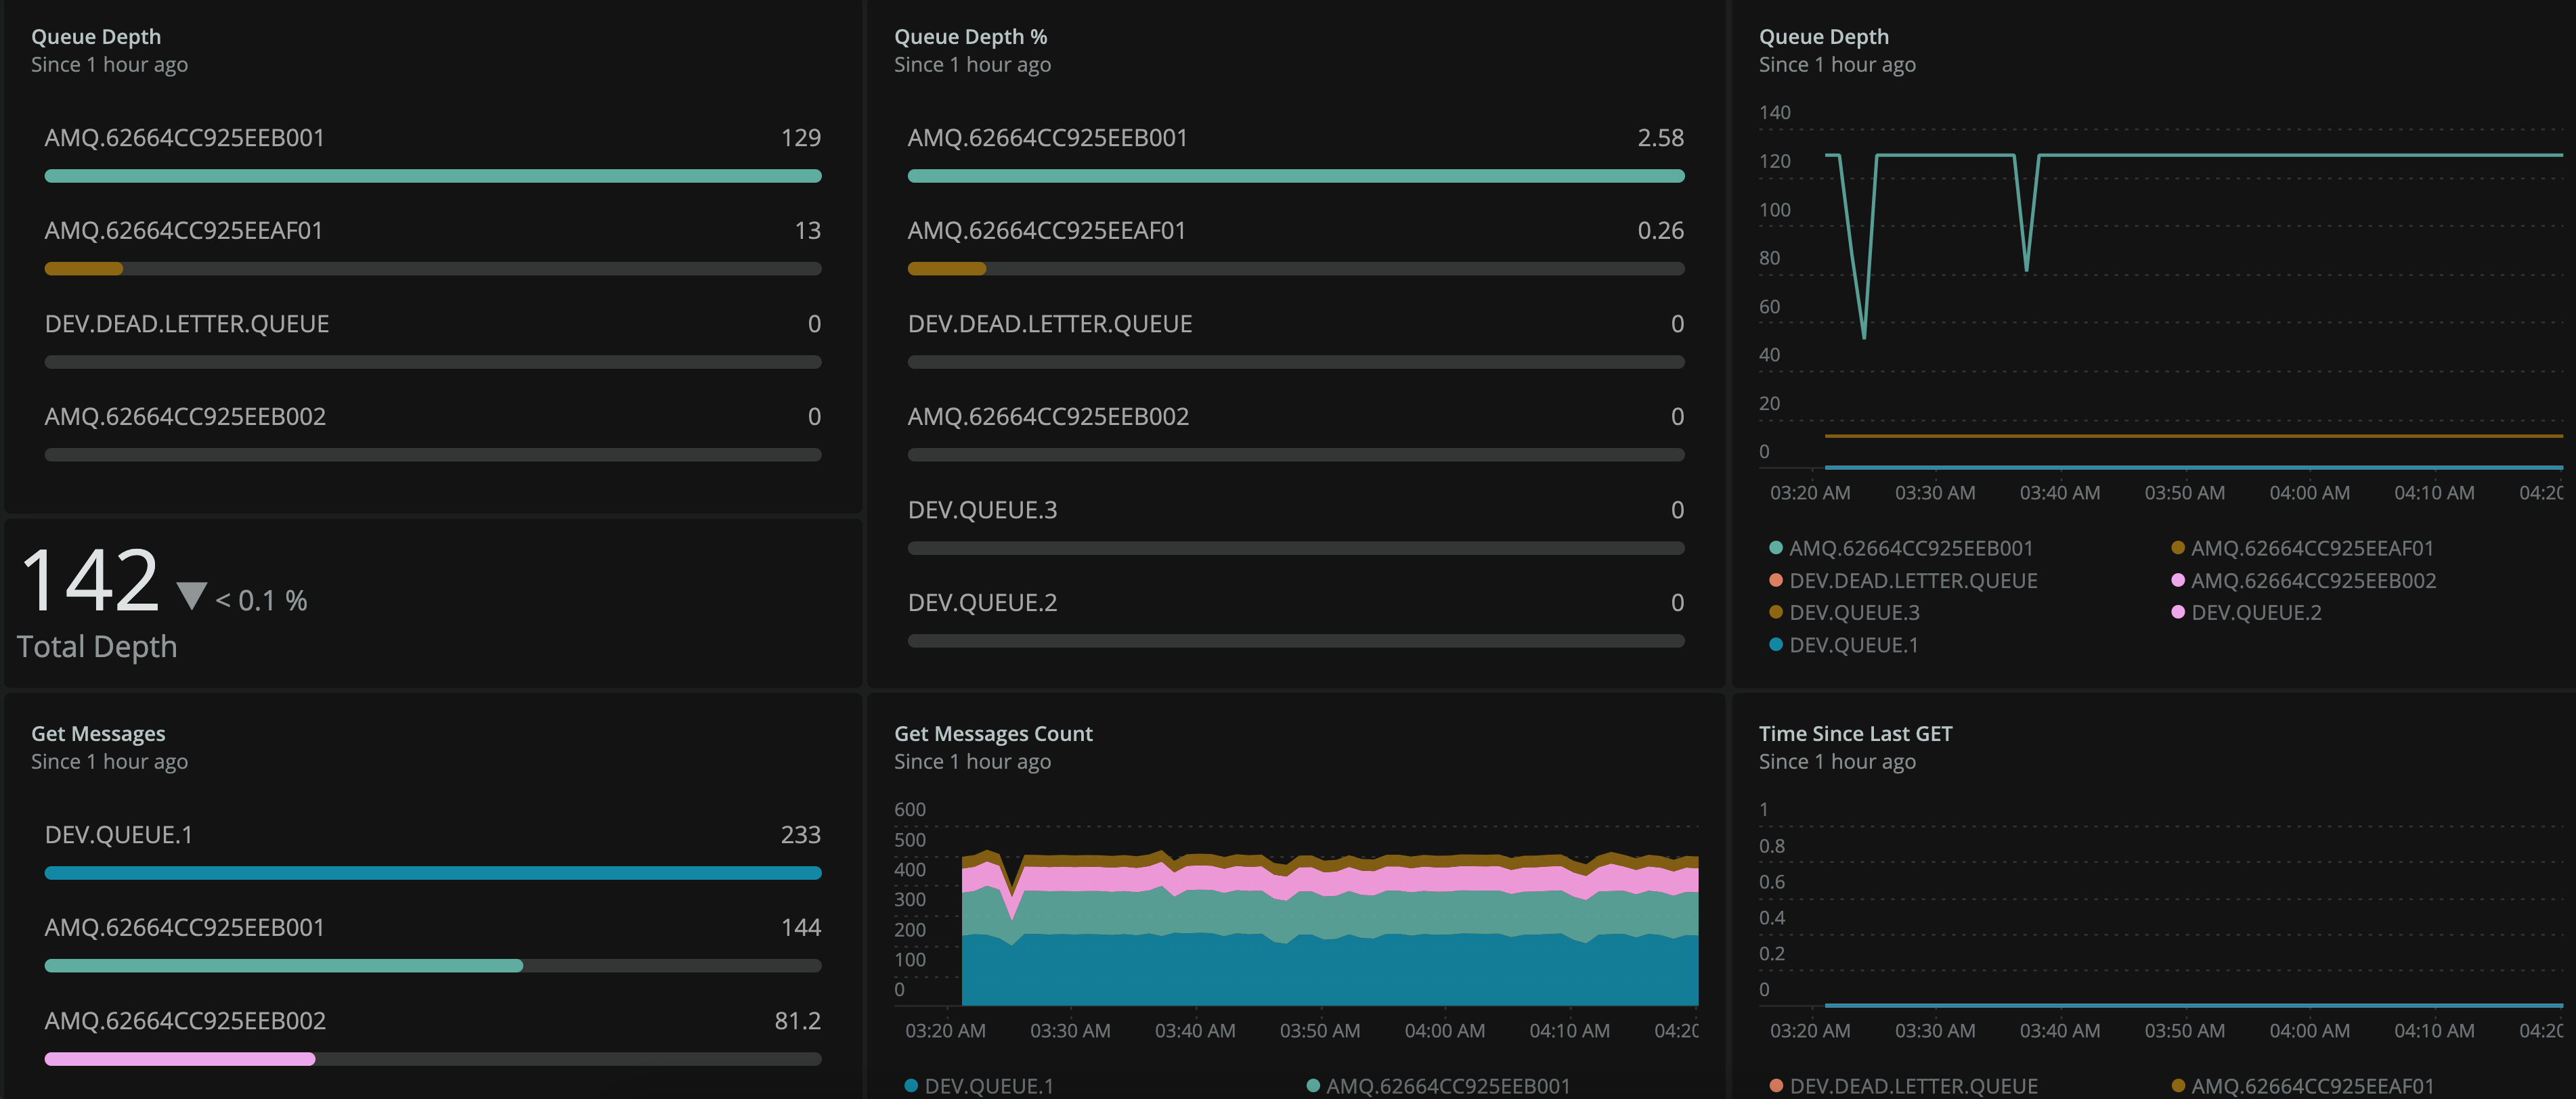 Queue Depth
Since 1 hour ago
AMQ.62664CC925EEB001 129
AMQ.62664CC925EEAF01 13
DEV.DEAD.LETTER.QUEUE 0
AMQ.62664CC925EEB002 0
142 ▼ < 0.1 %
Total Depth
Queue Depth %
Since 1 hour ago
AMQ.62664CC925EEB001 2.58
AMQ.62664CC925EEAF01 0.26
DEV.DEAD.LETTER.QUEUE 0
AMQ.62664CC925EEB002 0
DEV.QUEUE.3 0
DEV.QUEUE.2 0
Queue Depth
Since 1 hour ago
140
120
100
80
60
40
20
0
03:20 AM 03:30 AM 03:40 AM 03:50 AM 04:00 AM 04:10 AM 04:20
AMQ.62664CC925EEB001 AMQ.62664CC925EEAF01
DEV.DEAD.LETTER.QUEUE AMQ.62664CC925EEB002
DEV.QUEUE.3 DEV.QUEUE.2
DEV.QUEUE.1
Get Messages
Since 1 hour ago
DEV.QUEUE.1 233
AMQ.62664CC925EEB001 144
AMQ.62664CC925EEB002 81.2
Get Messages Count
Since 1 hour ago
600
500
400
300
200
100
0
03:20 AM 03:30 AM 03:40 AM 03:50 AM 04:00 AM 04:10 AM 04:20
DEV.QUEUE.1 AMQ.62664CC925EEB001
Time Since Last GET
Since 1 hour ago
1
0.8
0.6
0.4
0.2
0
03:20 AM 03:30 AM 03:40 AM 03:50 AM 04:00 AM 04:10 AM 04:20
DEV.DEAD.LETTER.QUEUE AMQ.62664CC925EEAF01